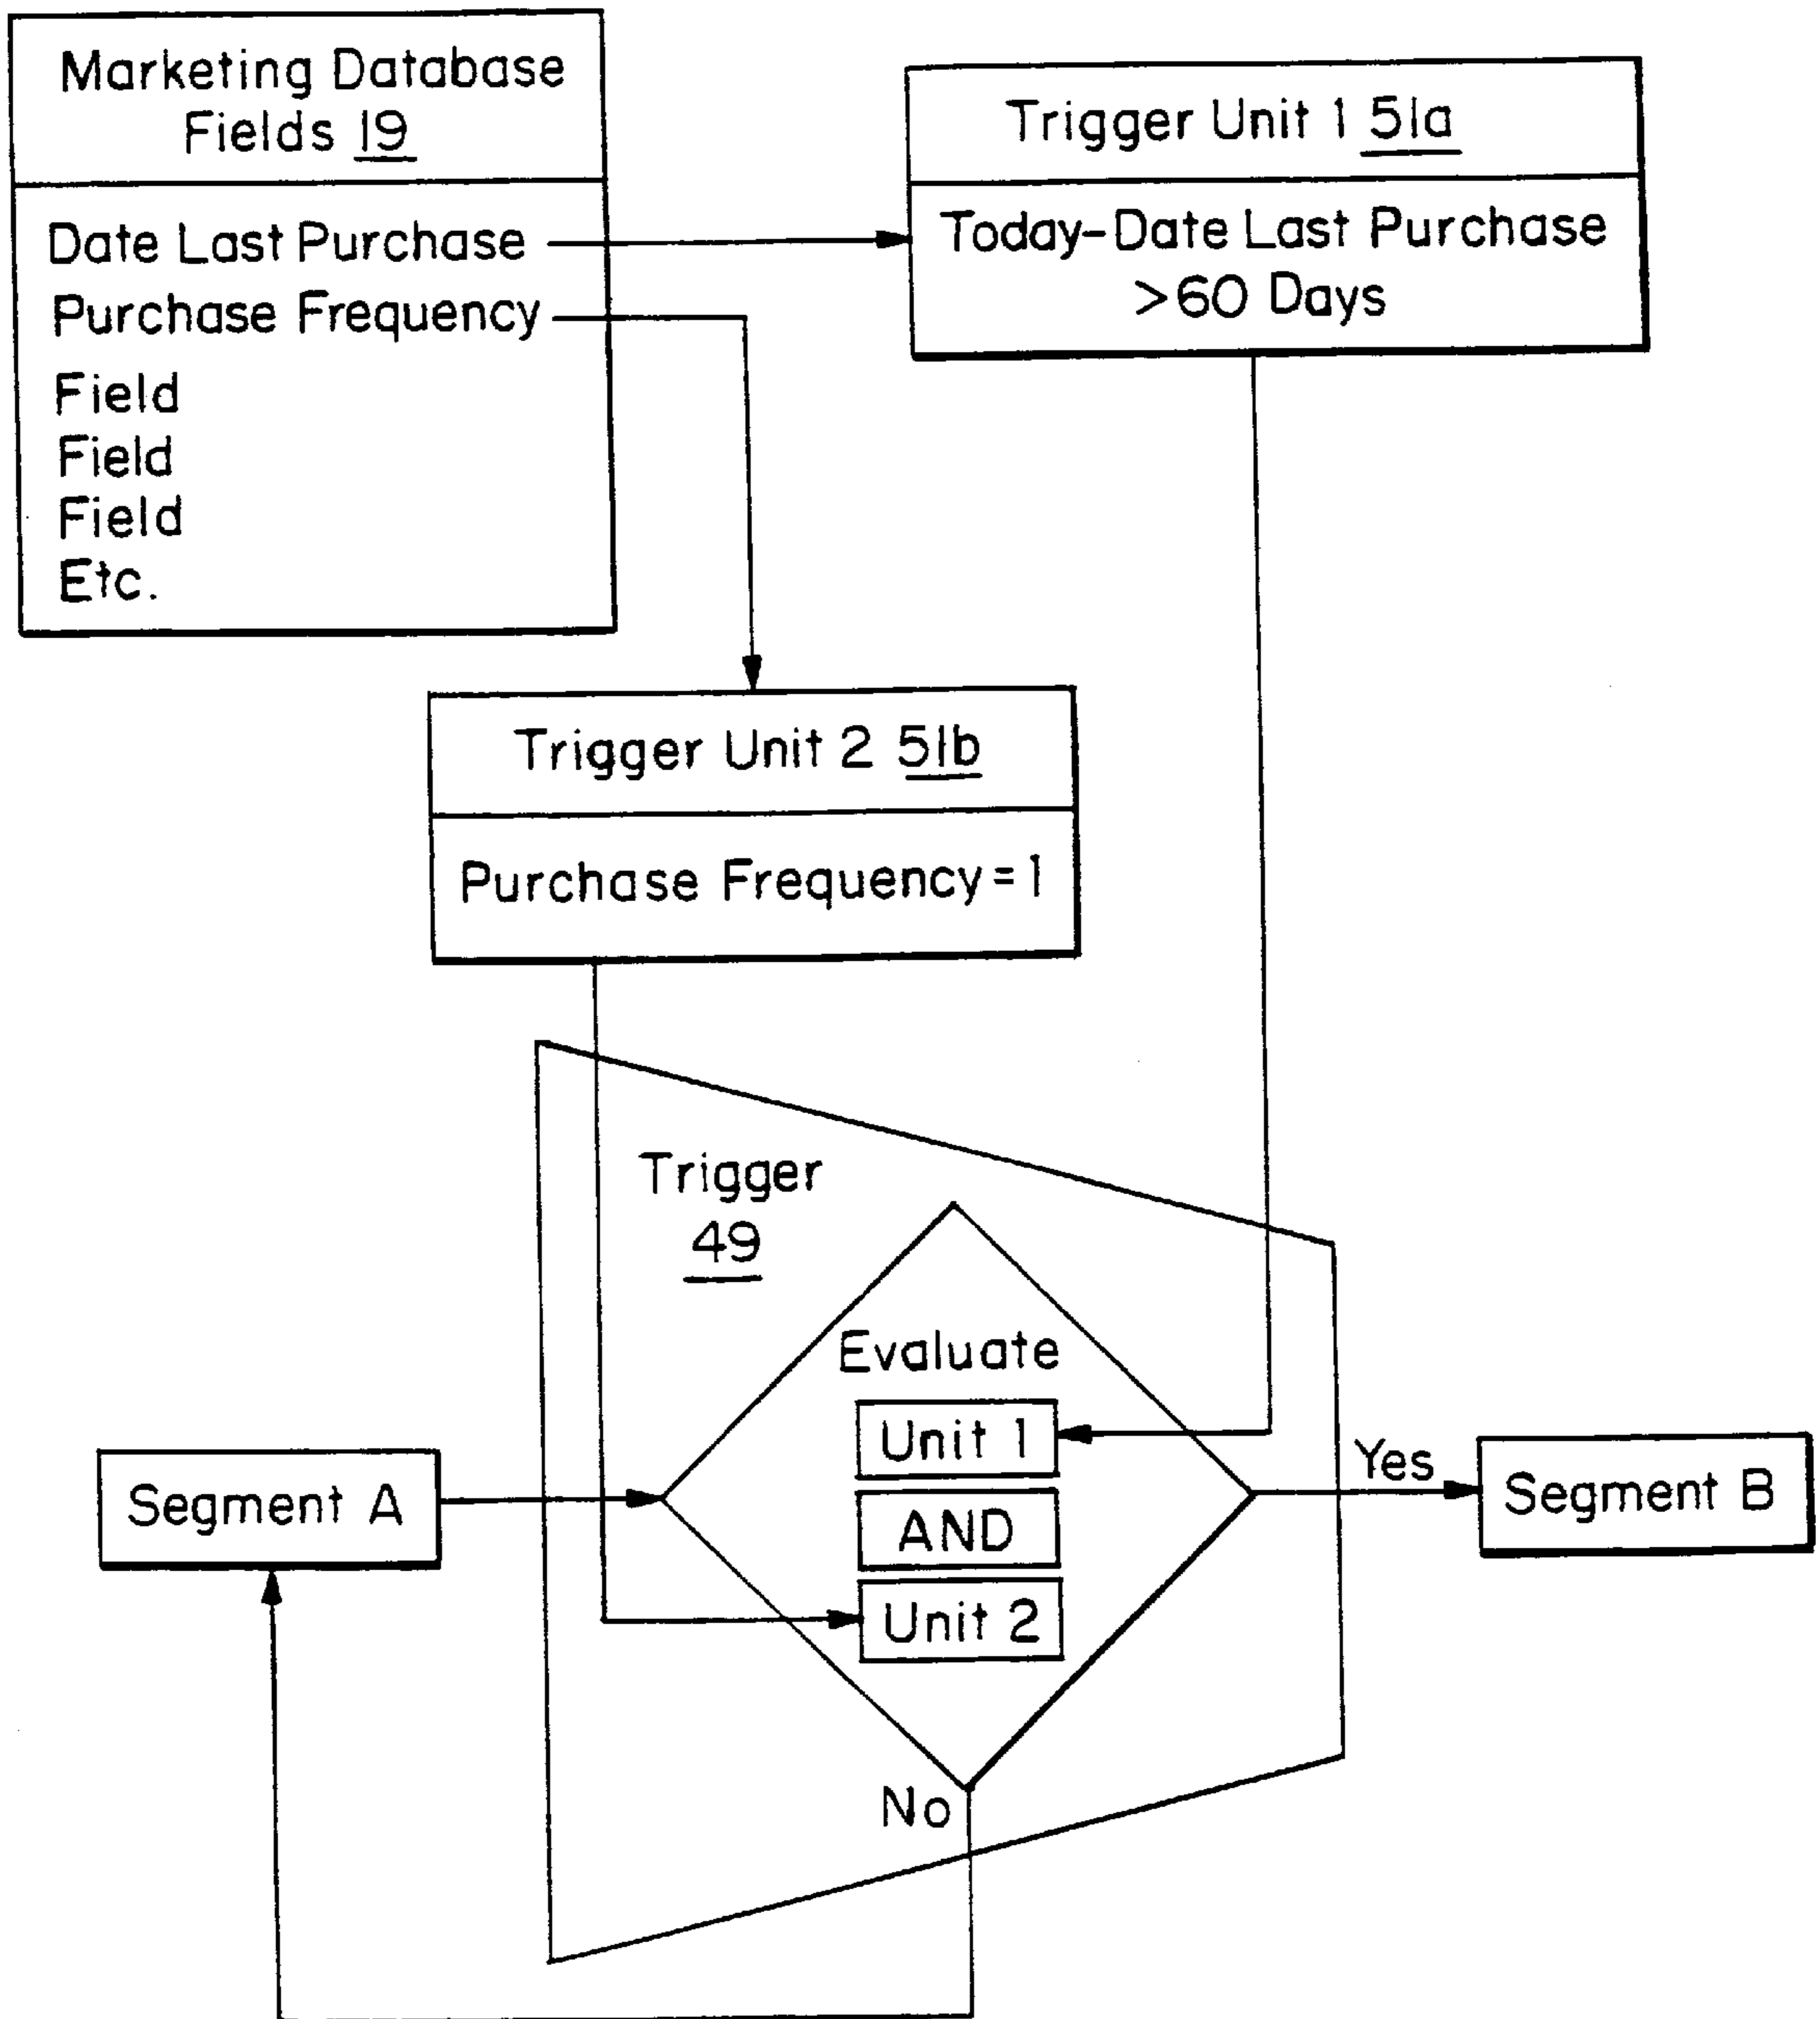 Marketing Database
Fields 19
Date Last Purchase
Purchase Frequency
Field
Field
Field
Etc.
Trigger Unit 1 51a
Today-Date Last Purchase
>60 Days
Trigger Unit 2 51b
Purchase Frequency=1
Trigger
49
Evaluate
Unit 1
AND
Unit 2
Segment A
Yes
Segment B
No